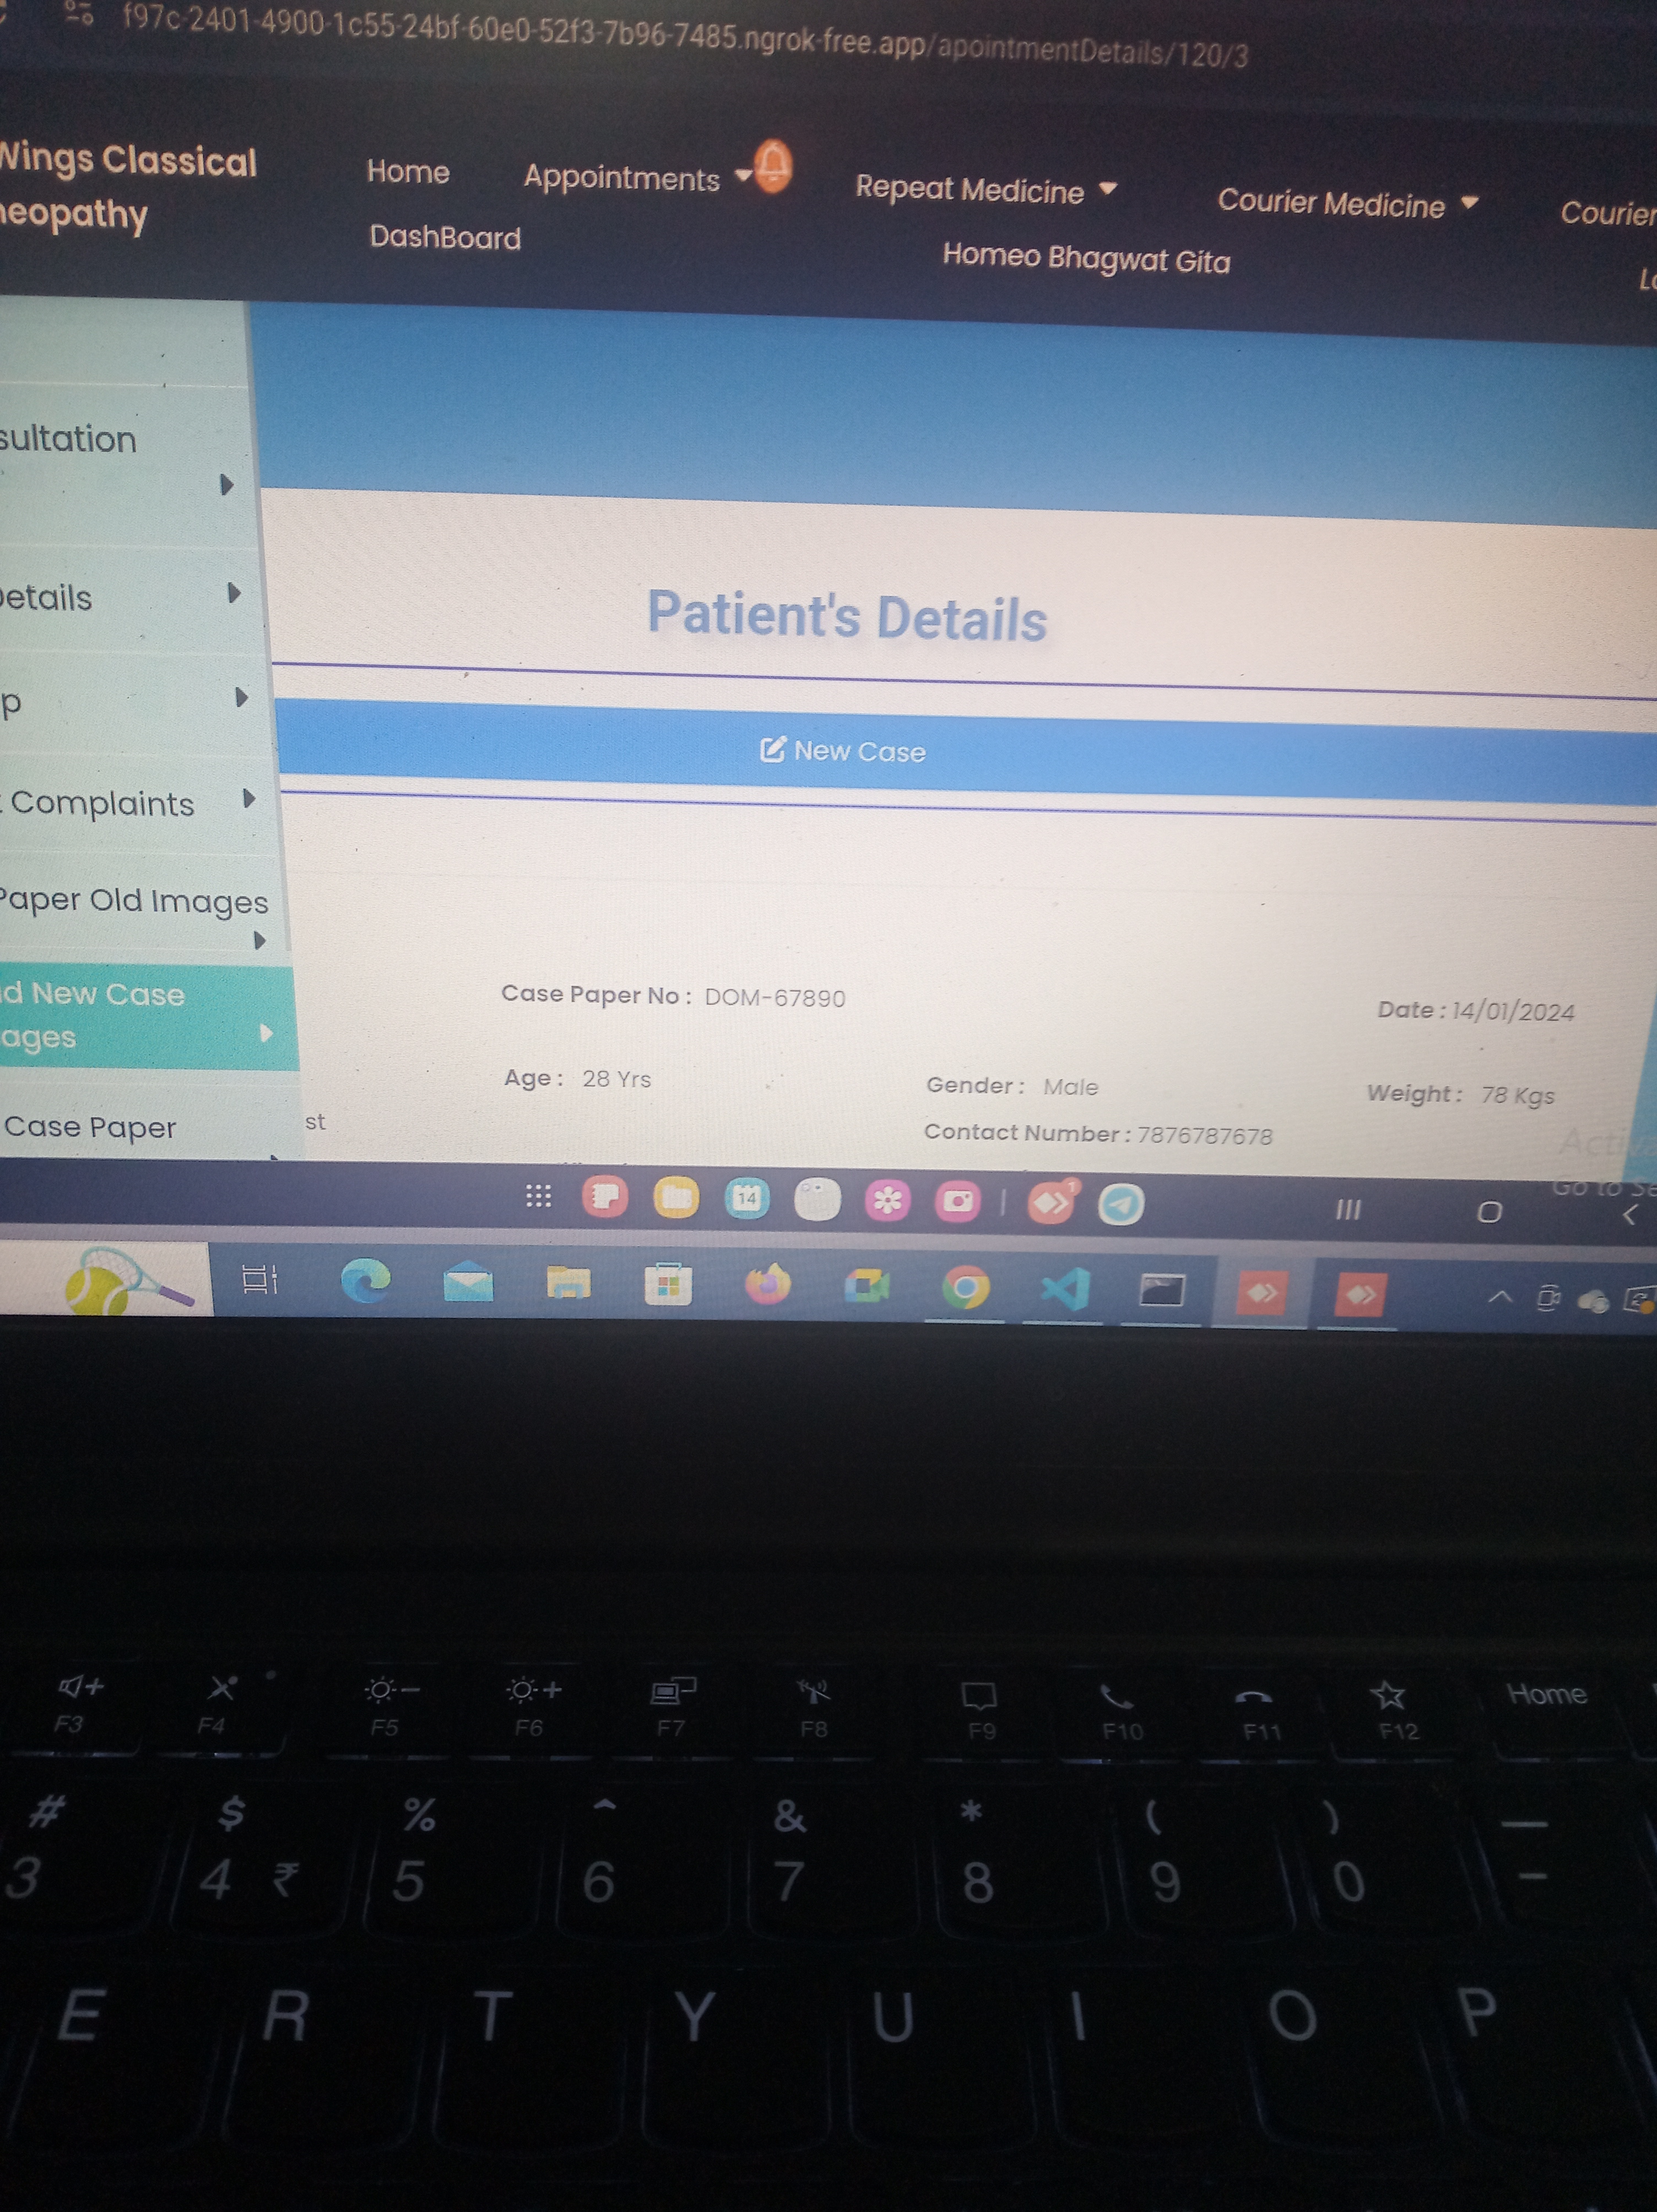 f97c-2401-4900-1c55-24bf-60e0-52f3-7b96-7485.ngrok-free.app/apointmentDetails/120/3
Wings Classical
neopathy
Home Appointments Repeat Medicine Courier Medicine Courier
DashBoard Homeo Bhagwat Gita
sultation
Details
p
Complaints
Paper Old Images
d New Case
ages
Case Paper
Patient's Details
New Case
Case Paper No : DOM-67890 Date : 14/01/2024
Age : 28 Yrs Gender : Male Weight : 78 Kgs
st Contact Number : 7876787678
Go to Se
14
1
F3 F4 F5 F6 F7 F8 F9 F10 F11 F12 Home
# $ % ^ & * ( ) —
3 4 ₹ 5 6 7 8 9 0 -
E R T Y U I O P